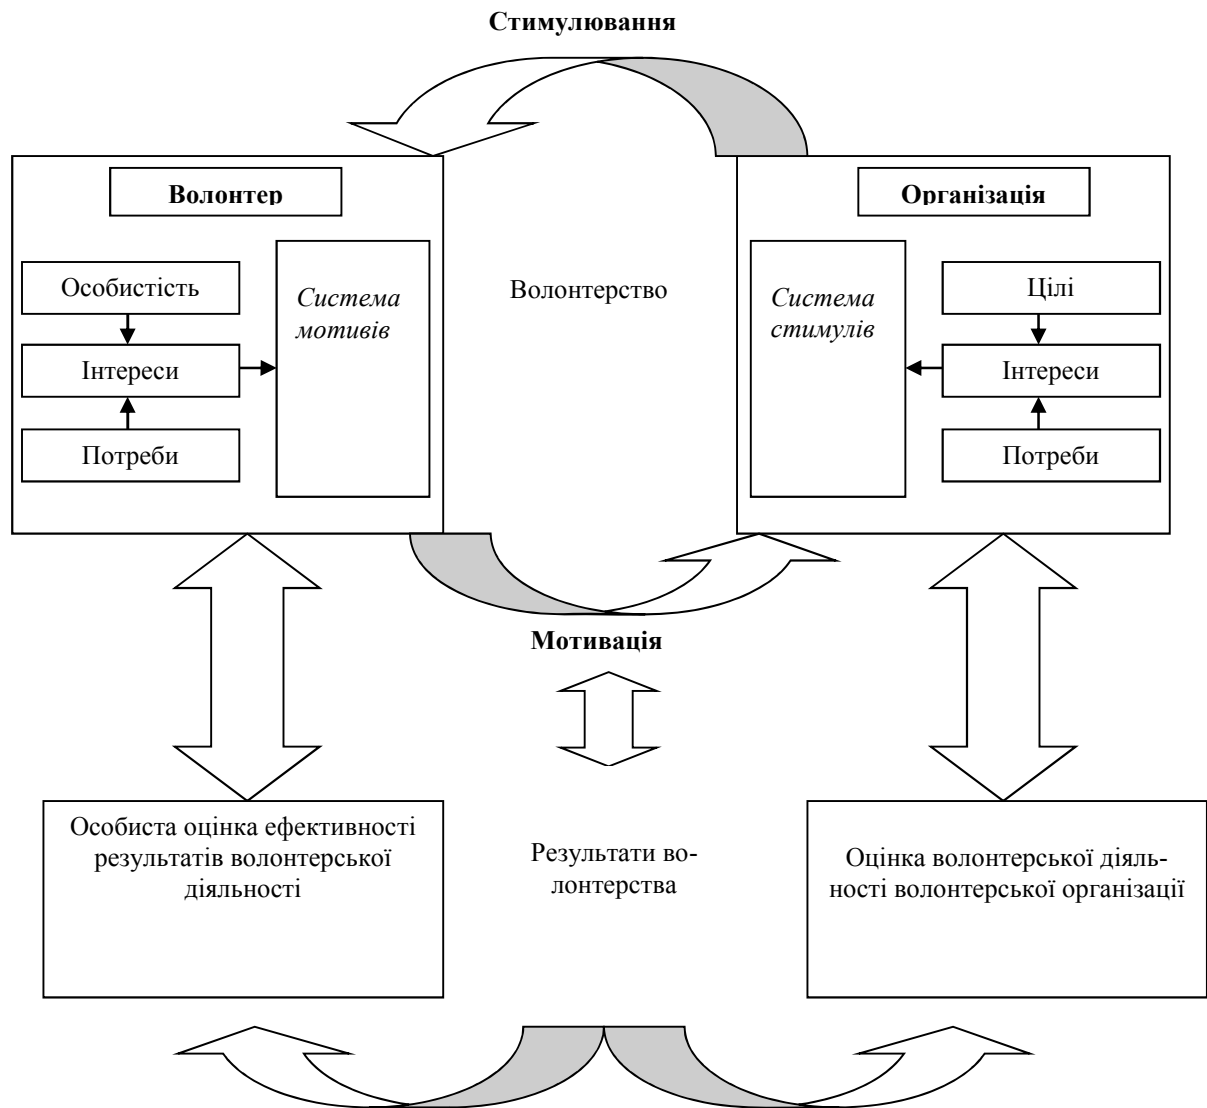 Стимулювання
Волонтер
Особистість
Інтереси
Потреби
Система
мотивів
Волонтерство
Організація
Система
стимулів
Цілі
Інтереси
Потреби
Мотивація
Особиста оцінка ефективності
результатів волонтерської
діяльності
Результати во-
лонтерства
Оцінка волонтерської діяль-
ності волонтерської організації